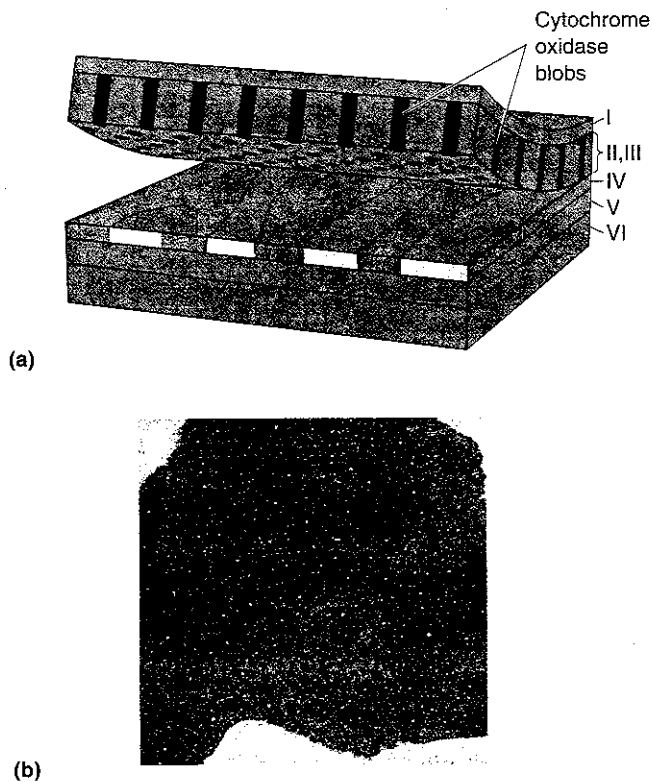 Cytochrome
oxidase
blobs
I
II,III
IV
V
VI
(a)
(b)